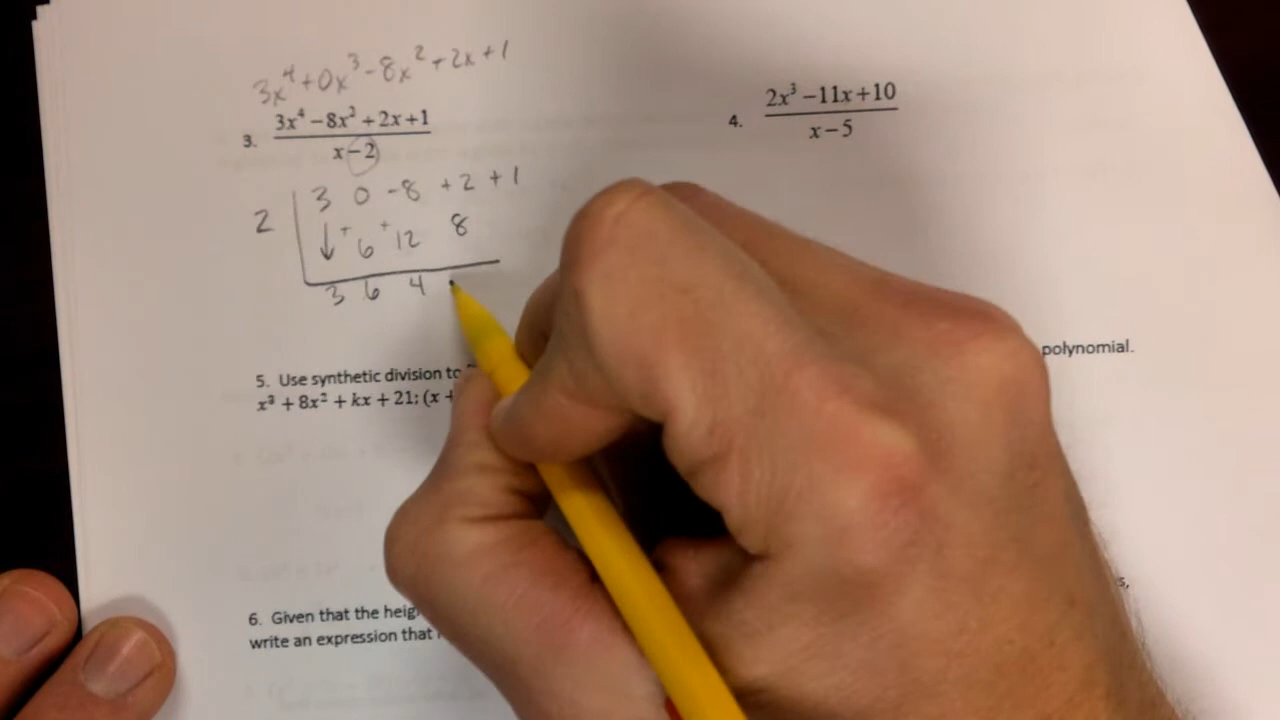 3x⁴+0x³-8x²+2x+1
3. 3x⁴ – 8x² + 2x + 1
x – 2
2 3 0 -8 +2 +1
↓ + 6 + 12 8
3 6 4
4. 2x³ – 11x + 10
x – 5
5. Use synthetic division to
polynomial.
x³ + 8x² + kx + 21; (x +
6. Given that the
write an expression that